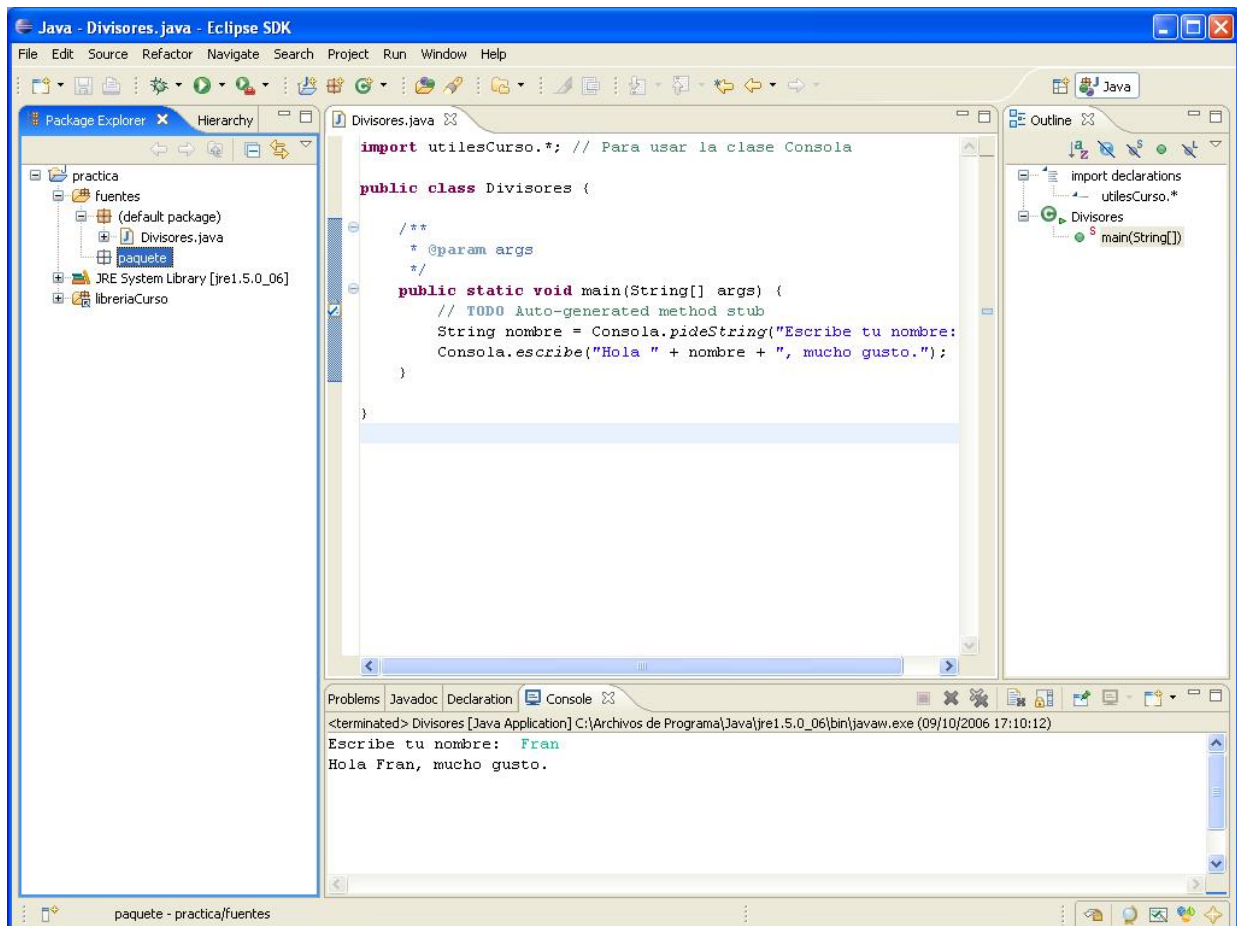 Java - Divisores.java - Eclipse SDK
File Edit Source Refactor Navigate Search Project Run Window Help
Java
Package Explorer Hierarchy
practica
fuentes
(default package)
Divisores.java
paquete
JRE System Library [jre1.5.0_06]
libreriaCurso
Divisores.java
import utilesCurso.*; // Para usar la clase Consola
public class Divisores {
/**
* @param args
*/
public static void main(String[] args) {
// TODO Auto-generated method stub
String nombre = Consola.pideString("Escribe tu nombre:
Consola.escribe("Hola " + nombre + ", mucho gusto.");
}
}
Outline
import declarations
utilesCurso.*
Divisores
main(String[])
Problems Javadoc Declaration Console
<terminated> Divisores [Java Application] C:\Archivos de Programa\Java\jre1.5.0_06\bin\javaw.exe (09/10/2006 17:10:12)
Escribe tu nombre: Fran
Hola Fran, mucho gusto.
paquete - practica/fuentes